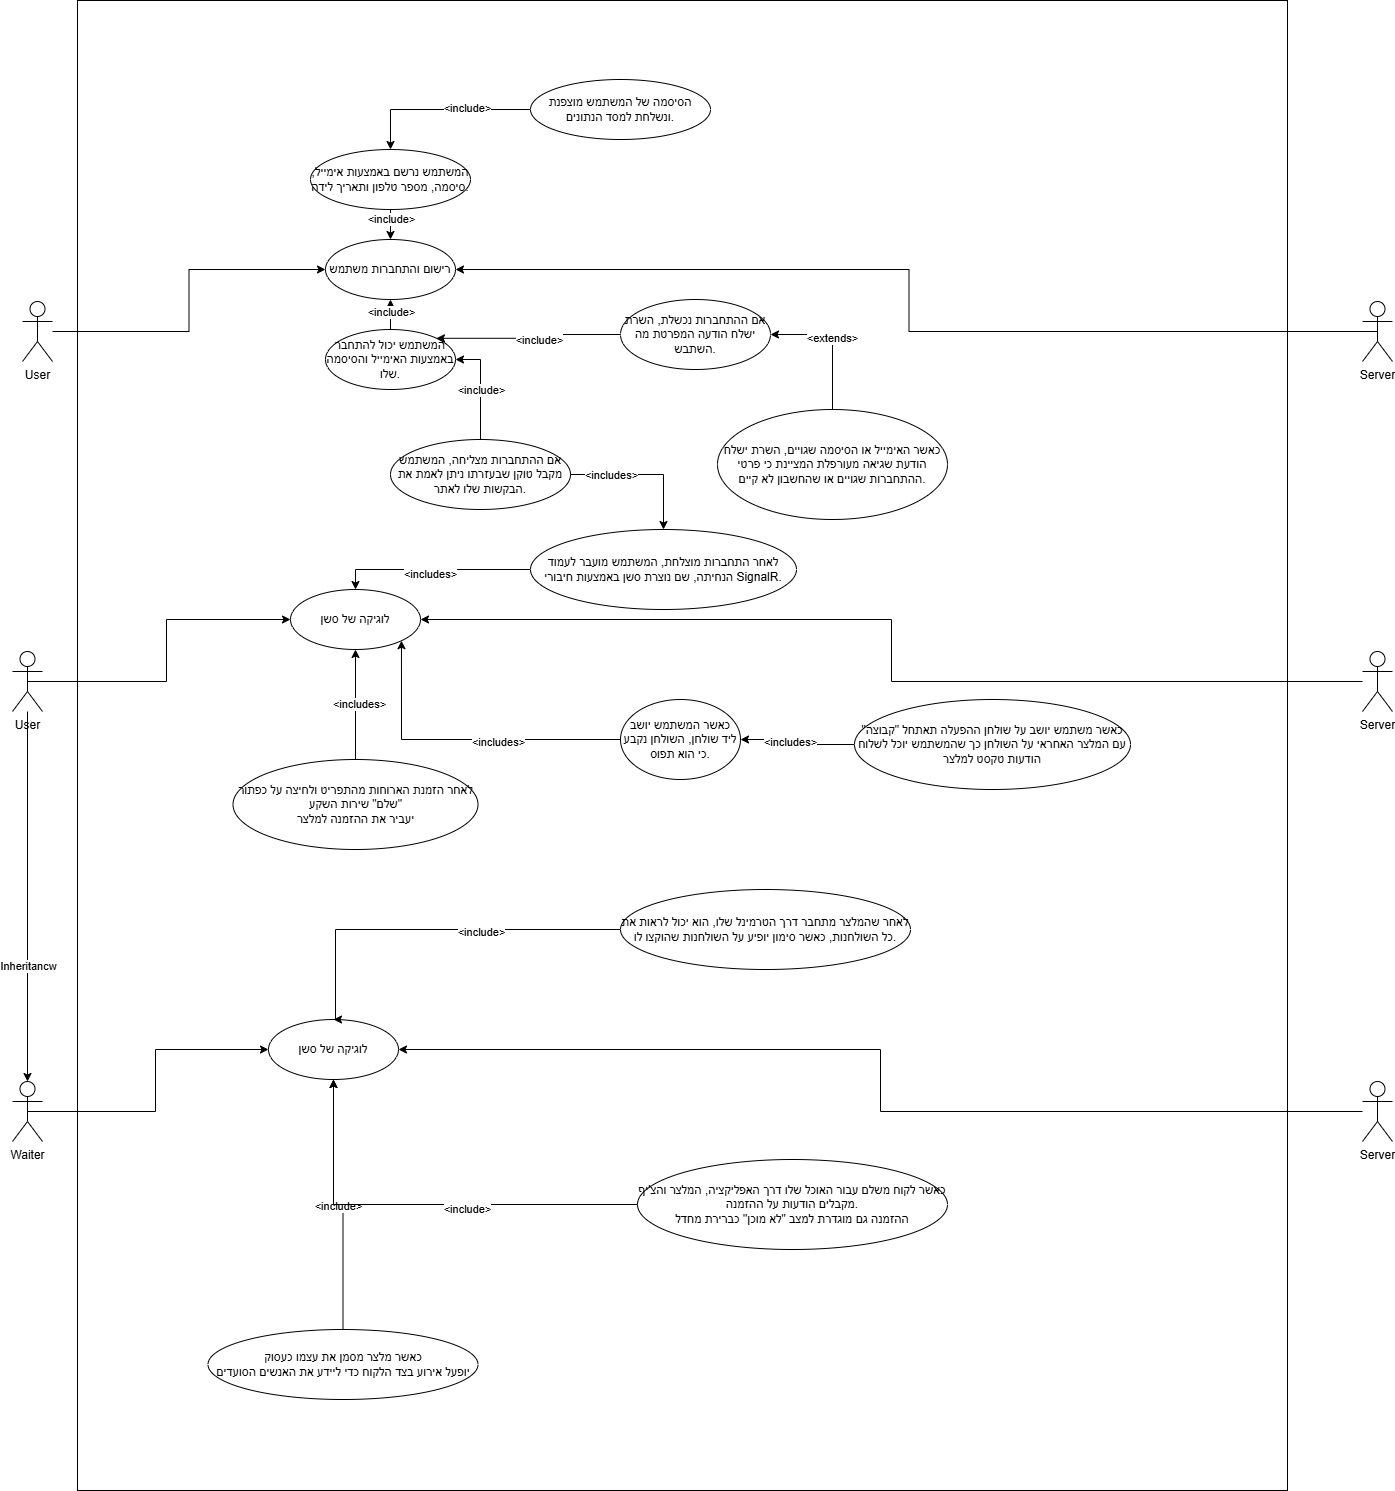 הסיסמה של המשתמש מוצפנת
ונשלחת למסד הנתונים.
<include>
המשתמש נרשם באמצעות אימייל,
סיסמה, מספר טלפון ותאריך לידה.
<include>
רישום והתחברות משתמש
<include>
User
Server
המשתמש יכול להתחבר
באמצעות האימייל והסיסמה
שלו.
<include>
אם ההתחברות נכשלת, השרת
ישלח הודעה המפרטת מה
השתבש.
<extends>
<include>
כאשר האימייל או הסיסמה שגויים, השרת ישלח
הודעת שגיאה מעורפלת המציינת כי פרטי
ההתחברות שגויים או שהחשבון לא קיים.
אם ההתחברות מצליחה, המשתמש
מקבל טוקן שבעזרתו ניתן לאמת את
הבקשות שלו לאתר.
<includes>
לאחר התחברות מוצלחת, המשתמש מועבר לעמוד
הנחיתה, שם נוצרת סשן באמצעות חיבורי SignalR.
<includes>
לוגיקה של סשן
User
Server
<includes>
כאשר המשתמש יושב
ליד שולחן, השולחן נקבע
כי הוא תפוס.
<includes>
<includes>
כאשר משתמש יושב על שולחן ההפעלה תאתחל "קבוצה"
עם המלצר האחראי על השולחן כך שהמשתמש יוכל לשלוח
הודעות טקסט למלצר
לאחר הזמנת הארוחות מהתפריט ולחיצה על כפתור
"שלם" שירות השקע
יעביר את ההזמנה למלצר
לאחר שהמלצר מתחבר דרך הטרמינל שלו, הוא יכול לראות את
כל השולחנות, כאשר סימון יופיע על השולחנות שהוקצו לו.
<include>
Inheritancw
לוגיקה של סשן
Waiter
Server
כאשר לקוח משלם עבור האוכל שלו דרך האפליקציה, המלצר והצ'יף
מקבלים הודעות על ההזמנה.
ההזמנה גם מוגדרת למצב "לא מוכן" כברירת מחדל
<include>
<include>
כאשר מלצר מסמן את עצמו כעסוק
יופעל אירוע בצד הלקוח כדי ליידע את האנשים הסועדים